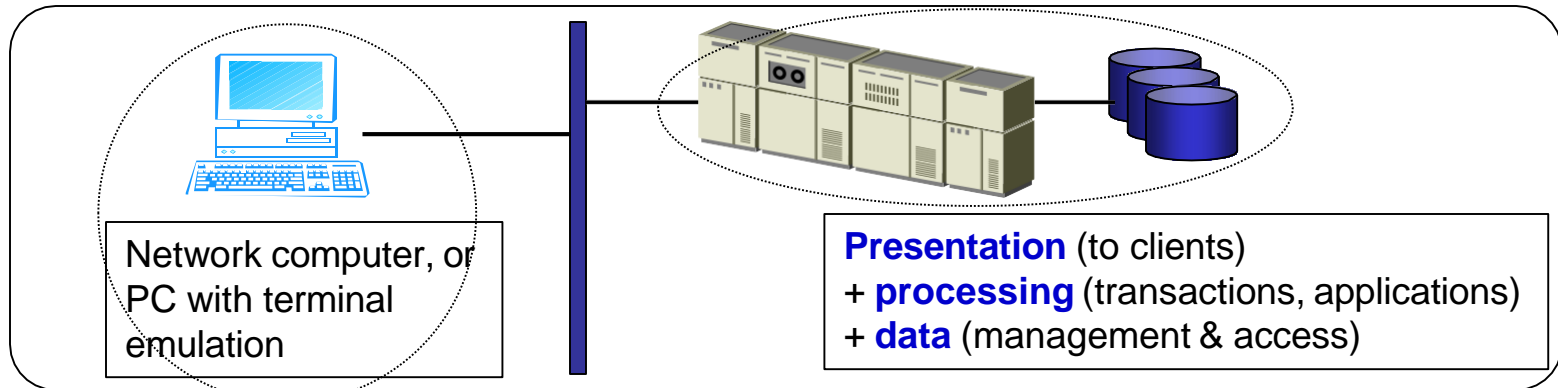 Network computer, or
PC with terminal
emulation
Presentation (to clients)
+ processing (transactions, applications)
+ data (management & access)